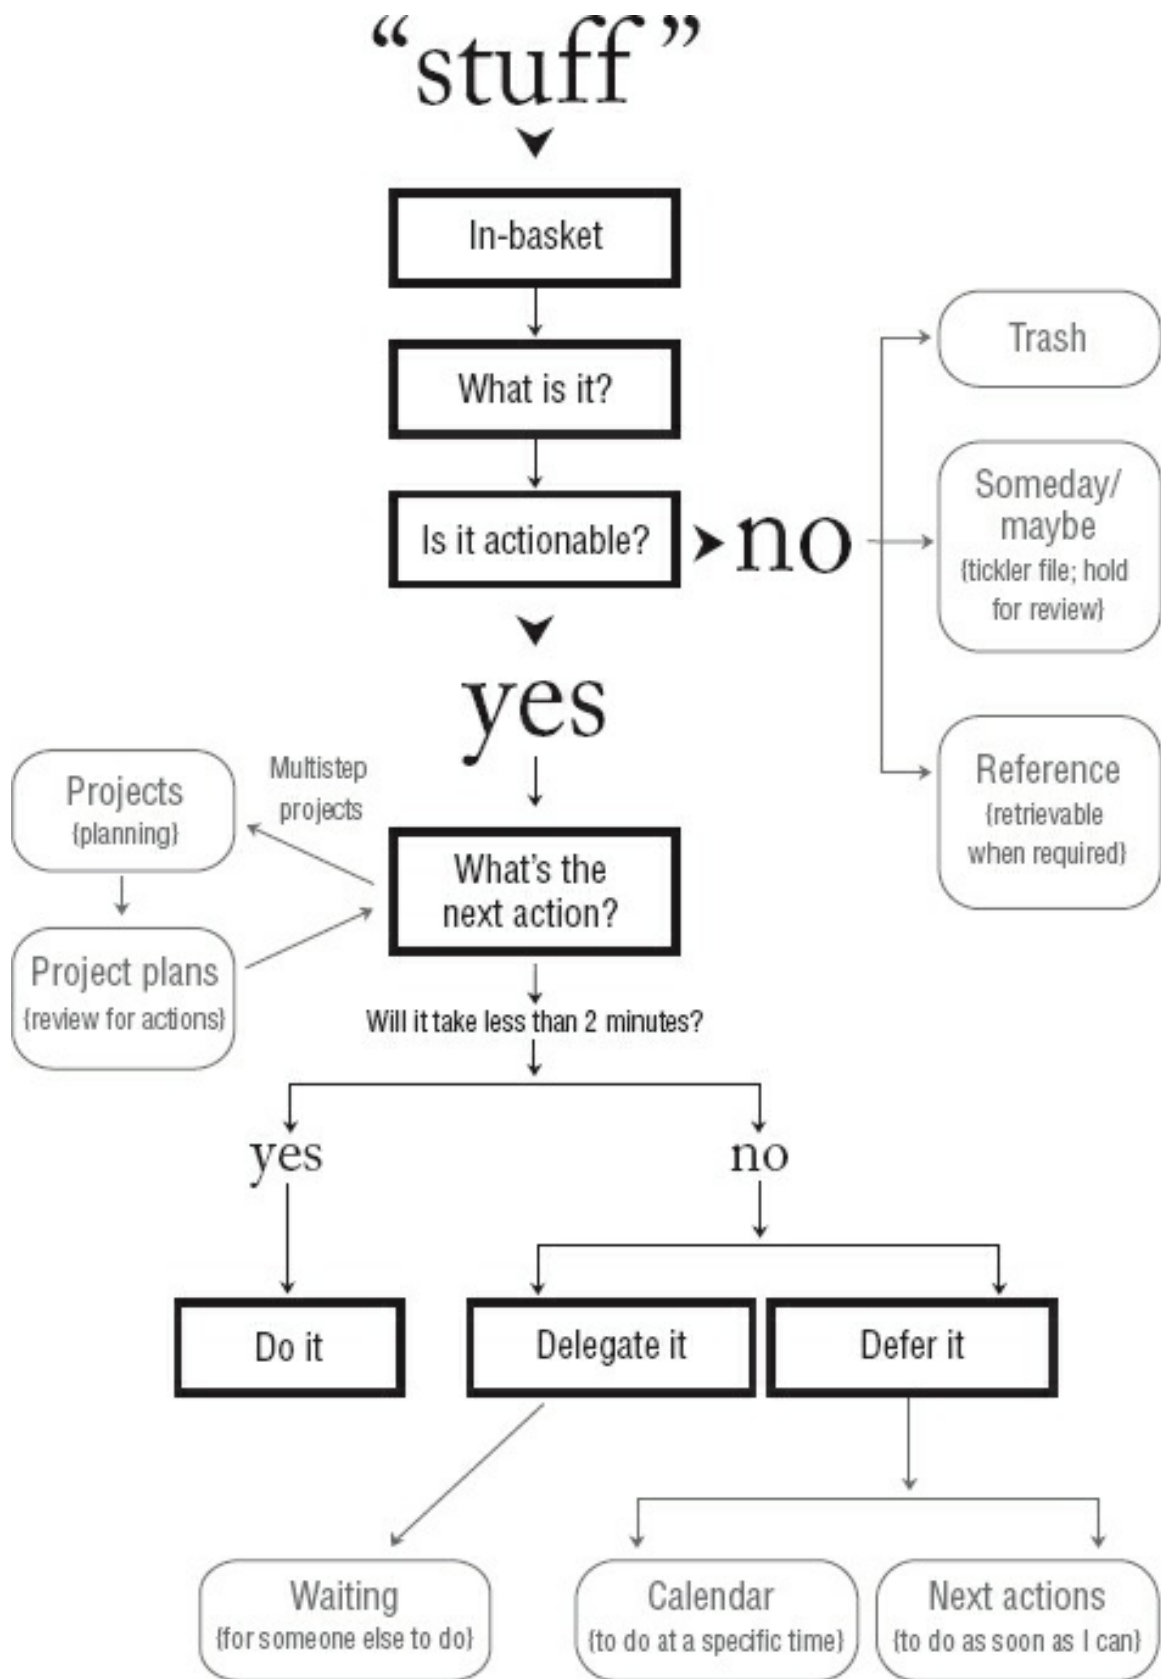 “stuff”
In-basket
What is it?
Is it actionable?
no
Trash
Someday/
maybe
{tickler file; hold
for review}
Reference
{retrievable
when required}
yes
Multistep
projects
Projects
{planning}
Project plans
{review for actions}
What’s the
next action?
Will it take less than 2 minutes?
yes
no
Do it
Delegate it
Defer it
Waiting
{for someone else to do}
Calendar
{to do at a specific time}
Next actions
{to do as soon as I can}